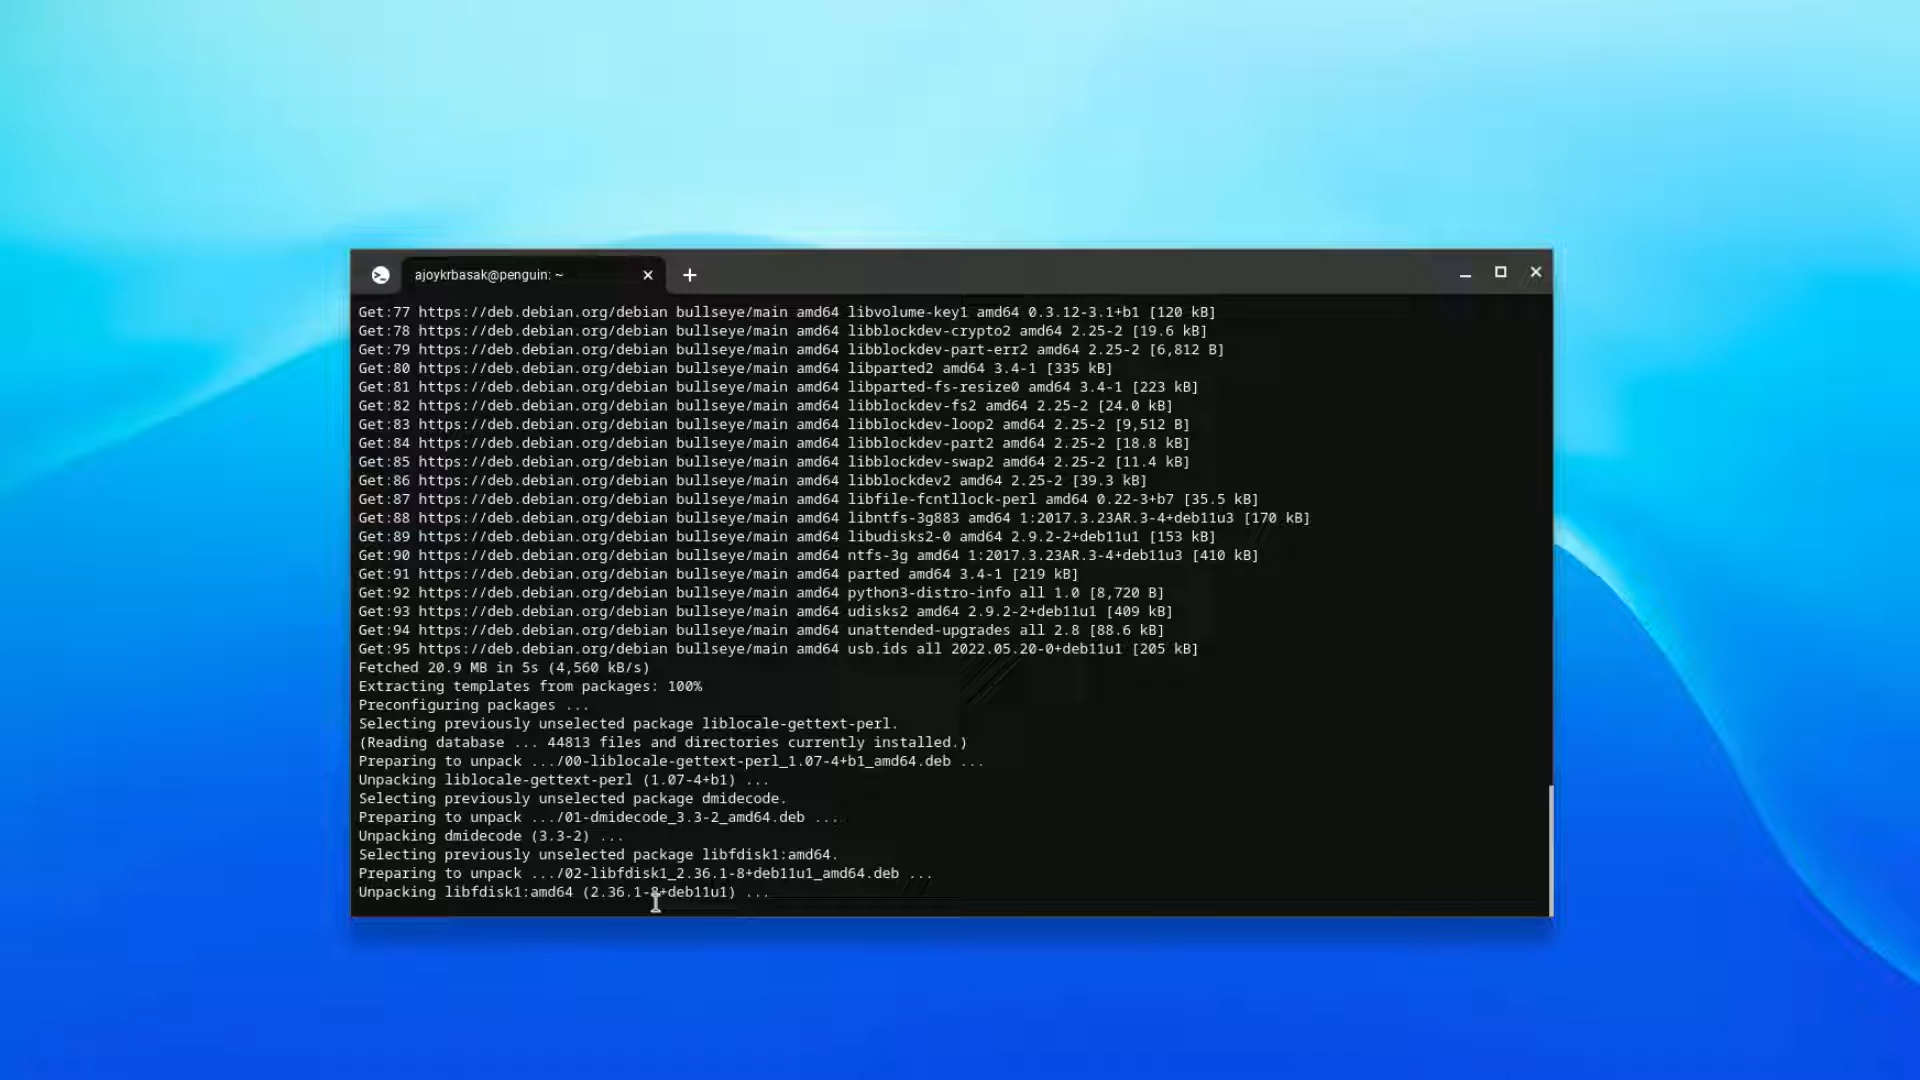 ajoykrbasak@penguin: ~
Get:77 https://deb.debian.org/debian bullseye/main amd64 libvolume-key1 amd64 0.3.12-3.1+b1 [120 kB]
Get:78 https://deb.debian.org/debian bullseye/main amd64 libblockdev-crypto2 amd64 2.25-2 [19.6 kB]
Get:79 https://deb.debian.org/debian bullseye/main amd64 libblockdev-part-err2 amd64 2.25-2 [6,812 B]
Get:80 https://deb.debian.org/debian bullseye/main amd64 libparted2 amd64 3.4-1 [335 kB]
Get:81 https://deb.debian.org/debian bullseye/main amd64 libparted-fs-resize0 amd64 3.4-1 [223 kB]
Get:82 https://deb.debian.org/debian bullseye/main amd64 libblockdev-fs2 amd64 2.25-2 [24.0 kB]
Get:83 https://deb.debian.org/debian bullseye/main amd64 libblockdev-loop2 amd64 2.25-2 [9,512 B]
Get:84 https://deb.debian.org/debian bullseye/main amd64 libblockdev-part2 amd64 2.25-2 [18.8 kB]
Get:85 https://deb.debian.org/debian bullseye/main amd64 libblockdev-swap2 amd64 2.25-2 [11.4 kB]
Get:86 https://deb.debian.org/debian bullseye/main amd64 libblockdev2 amd64 2.25-2 [39.3 kB]
Get:87 https://deb.debian.org/debian bullseye/main amd64 libfile-fcntllock-perl amd64 0.22-3+b7 [35.5 kB]
Get:88 https://deb.debian.org/debian bullseye/main amd64 libntfs-3g883 amd64 1:2017.3.23AR.3-4+deb11u3 [170 kB]
Get:89 https://deb.debian.org/debian bullseye/main amd64 libudisks2-0 amd64 2.9.2-2+deb11u1 [153 kB]
Get:90 https://deb.debian.org/debian bullseye/main amd64 ntfs-3g amd64 1:2017.3.23AR.3-4+deb11u3 [410 kB]
Get:91 https://deb.debian.org/debian bullseye/main amd64 parted amd64 3.4-1 [219 kB]
Get:92 https://deb.debian.org/debian bullseye/main amd64 python3-distro-info all 1.0 [8,720 B]
Get:93 https://deb.debian.org/debian bullseye/main amd64 udisks2 amd64 2.9.2-2+deb11u1 [409 kB]
Get:94 https://deb.debian.org/debian bullseye/main amd64 unattended-upgrades all 2.8 [88.6 kB]
Get:95 https://deb.debian.org/debian bullseye/main amd64 usb.ids all 2022.05.20-0+deb11u1 [205 kB]
Fetched 20.9 MB in 5s (4,560 kB/s)
Extracting templates from packages: 100%
Preconfiguring packages ...
Selecting previously unselected package liblocale-gettext-perl.
(Reading database ... 44813 files and directories currently installed.)
Preparing to unpack .../00-liblocale-gettext-perl_1.07-4+b1_amd64.deb ...
Unpacking liblocale-gettext-perl (1.07-4+b1) ...
Selecting previously unselected package dmidecode.
Preparing to unpack .../01-dmidecode_3.3-2_amd64.deb ...
Unpacking dmidecode (3.3-2) ...
Selecting previously unselected package libfdisk1:amd64.
Preparing to unpack .../02-libfdisk1_2.36.1-8+deb11u1_amd64.deb ...
Unpacking libfdisk1:amd64 (2.36.1-8+deb11u1) ...